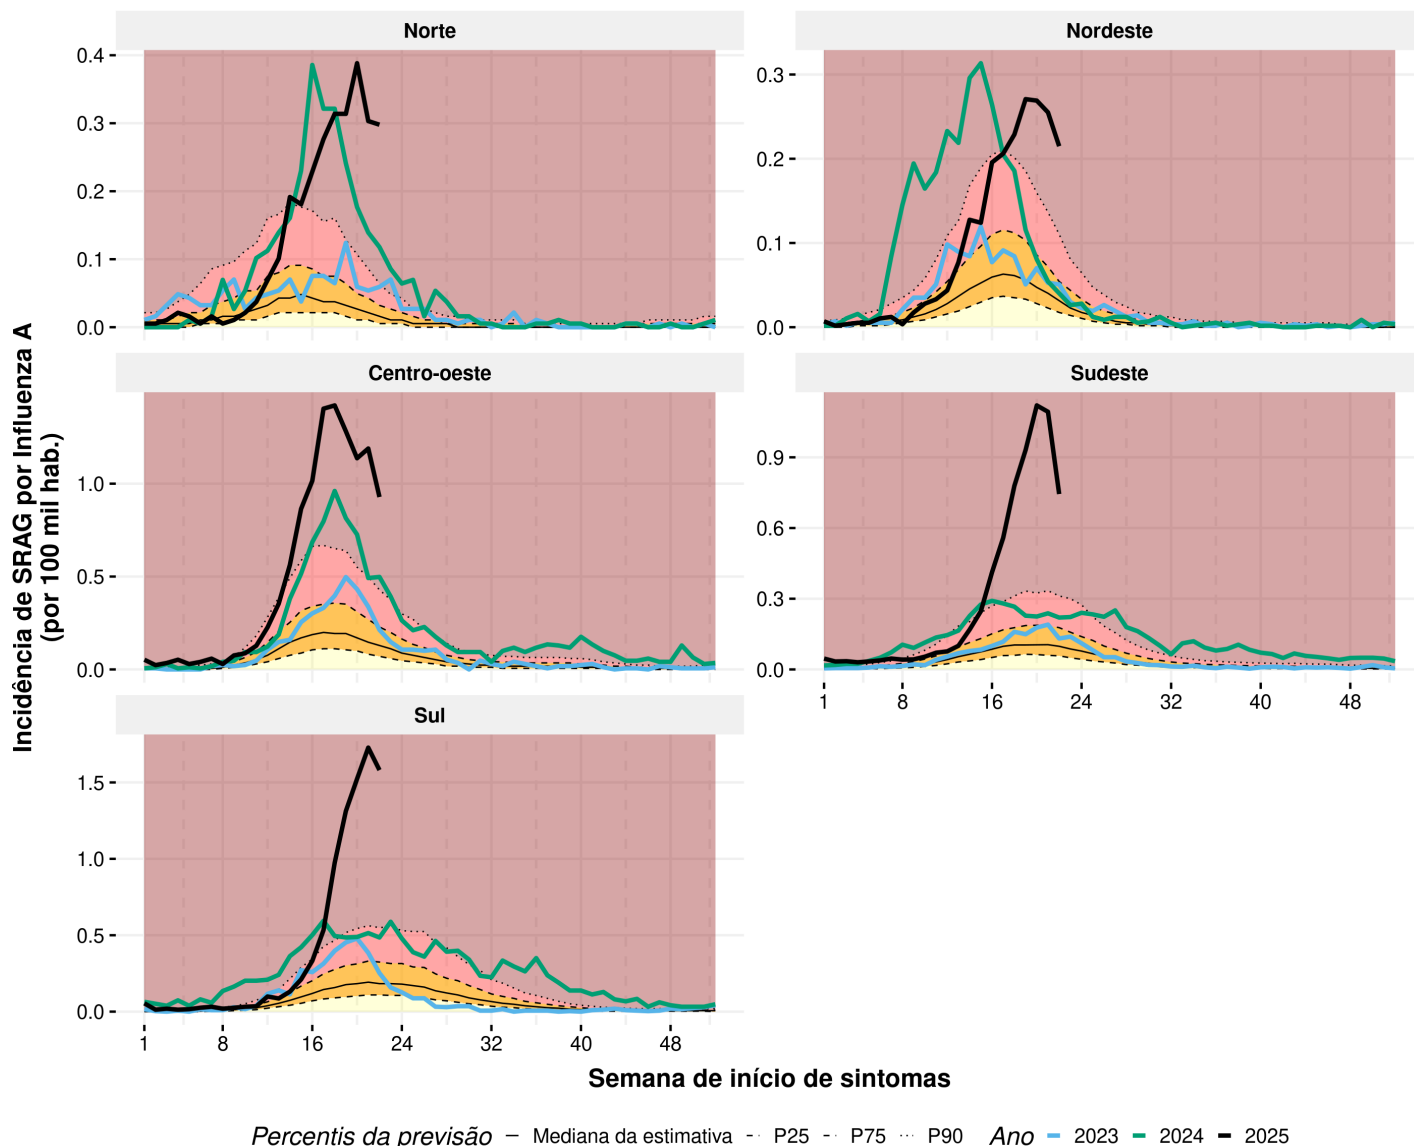 Norte
Nordeste
0.4
0.3
0.2
0.1
0.0
0.3
0.2
0.1
0.0
Centro-oeste
Sudeste
1.0
0.5
0.0
0.9
0.6
0.3
0.0
1 8 16 24 32 40 48
Sul
1.5
1.0
0.5
0.0
1 8 16 24 32 40 48
Incidência de SRAG por Influenza A
(por 100 mil hab.)
Semana de início de sintomas
Percentis da previsão Mediana da estimativa P25 P75 P90 Ano 2023 2024 2025